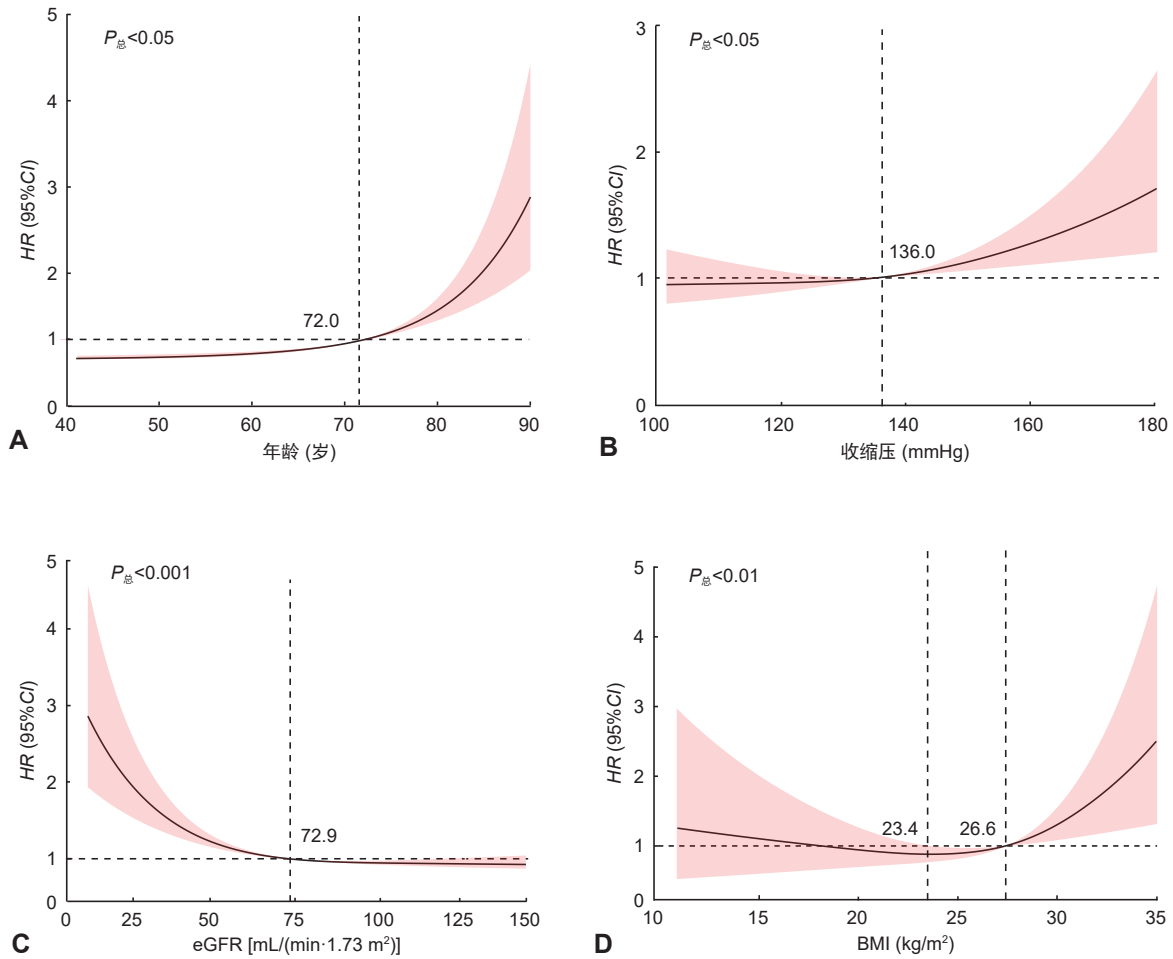 P总<0.05
HR (95%CI)
5
4
3
2
1
0
72.0
40 50 60 70 80 90
年龄 (岁)
A
P总<0.05
HR (95%CI)
3
2
1
0
136.0
100 120 140 160 180
收缩压 (mmHg)
B
P总<0.001
HR (95%CI)
5
4
3
2
1
0
72.9
0 25 50 75 100 125 150
eGFR [mL/(min·1.73 m²)]
C
P总<0.01
HR (95%CI)
5
4
3
2
1
0
23.4 26.6
10 15 20 25 30 35
BMI (kg/m²)
D